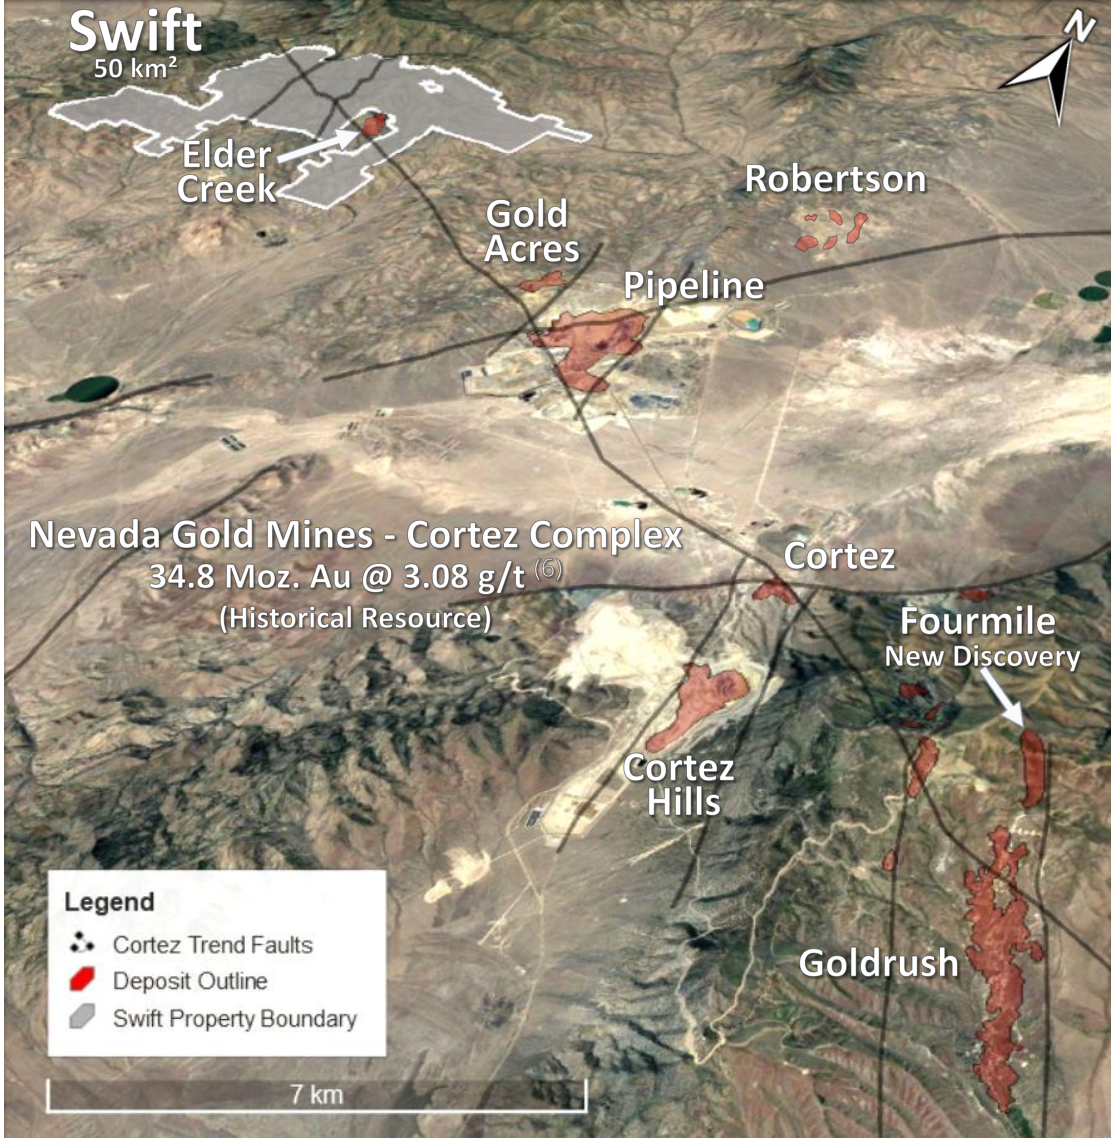 Swift
50 km²
N
Elder
Creek
Robertson
Gold
Acres
Pipeline
Nevada Gold Mines - Cortez Complex
34.8 Moz. Au @ 3.08 g/t (6)
(Historical Resource)
Cortez
Fourmile
New Discovery
Cortez
Hills
Goldrush
Legend
Cortez Trend Faults
Deposit Outline
Swift Property Boundary
7 km